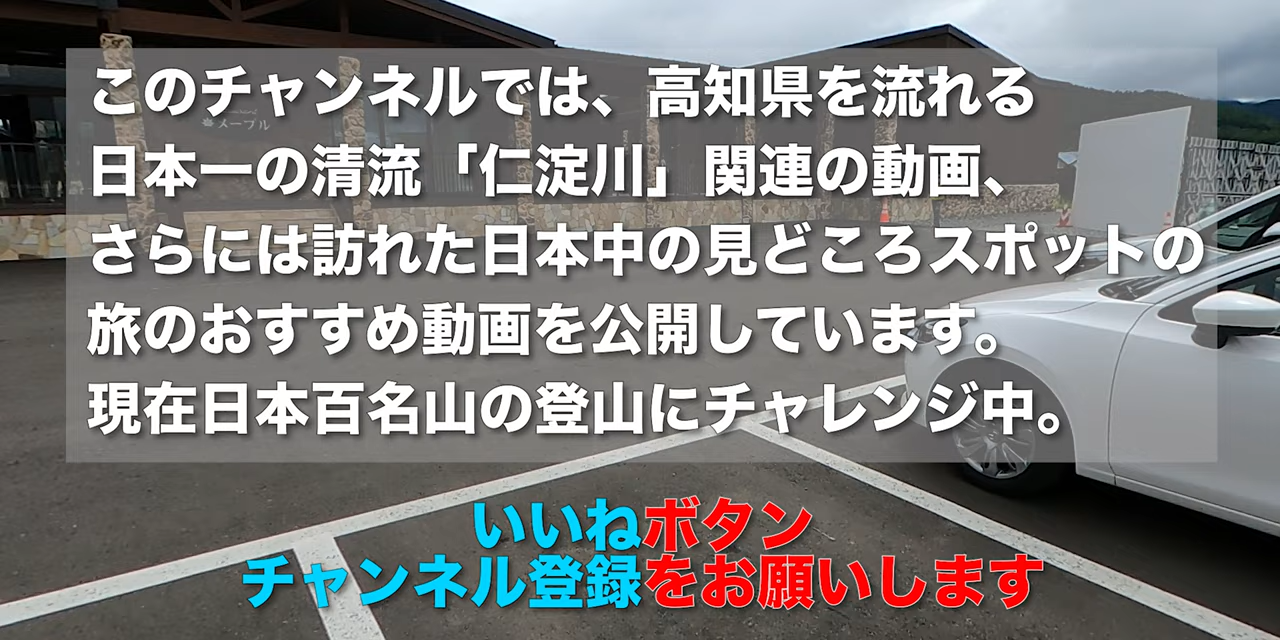 このチャンネルでは、高知県を流れる
日本一の清流「仁淀川」関連の動画、
さらには訪れた日本中の見どころスポットの
旅のおすすめ動画を公開しています。
現在日本百名山の登山にチャレンジ中。
メープル
いいねボタン
チャンネル登録をお願いします